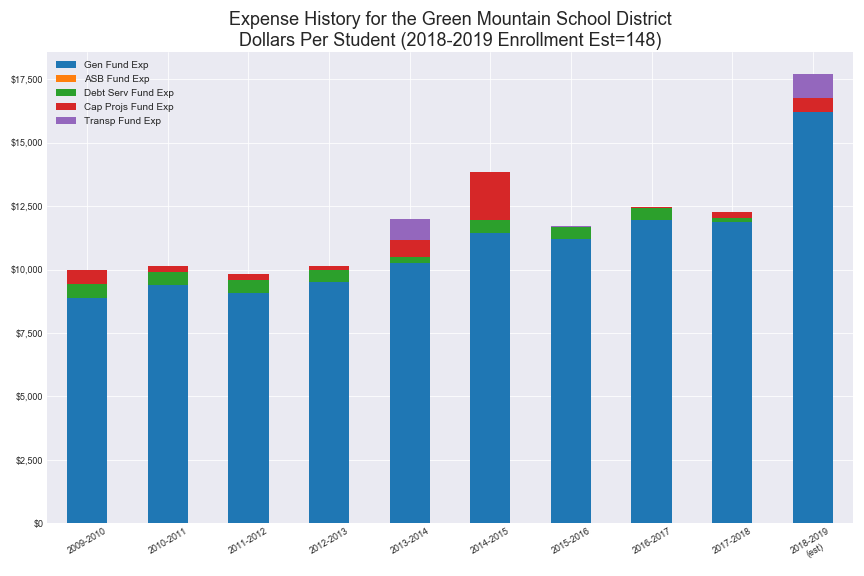 Expense History for the Green Mountain School District
Dollars Per Student (2018-2019 Enrollment Est=148)
Gen Fund Exp
ASB Fund Exp
Debt Serv Fund Exp
Cap Projs Fund Exp
Transp Fund Exp
$17,500
$15,000
$12,500
$10,000
$7,500
$5,000
$2,500
$0
2009-2010
2010-2011
2011-2012
2012-2013
2013-2014
2014-2015
2015-2016
2016-2017
2017-2018
2018-2019
(est)